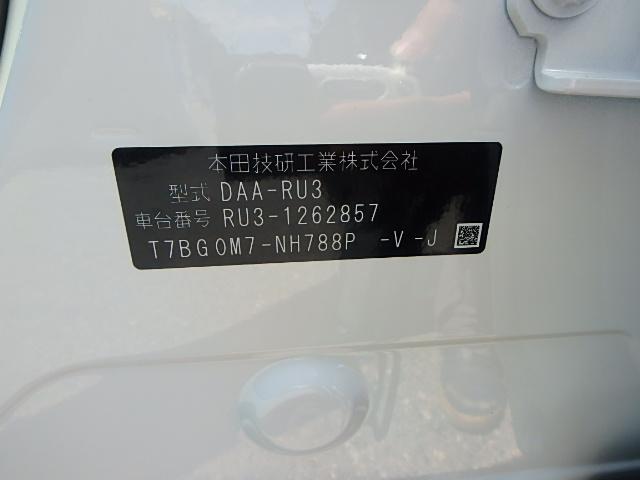 本田技研工業株式会社
型式 DAA-RU3
車台番号 RU3-1262857
T7BG0M7-NH788P -V -J